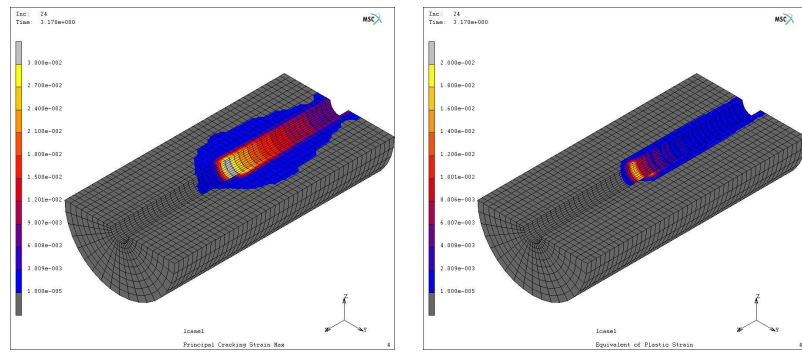 Inc: 24
Time: 3.178e+000
MSC
3.000e-002
2.700e-002
2.400e-002
2.100e-002
1.800e-002
1.501e-002
1.201e-002
9.007e-003
6.008e-003
3.009e-003
1.000e-005
Z
Y
lcase1
Principal Cracking Strain Max
4
Inc: 24
Time: 3.178e+000
MSC
2.000e-002
1.800e-002
1.600e-002
1.400e-002
1.200e-002
1.001e-002
8.006e-003
6.007e-003
4.008e-003
2.009e-003
1.000e-005
Z
Y
lcase1
Equivalent of Plastic Strain
4